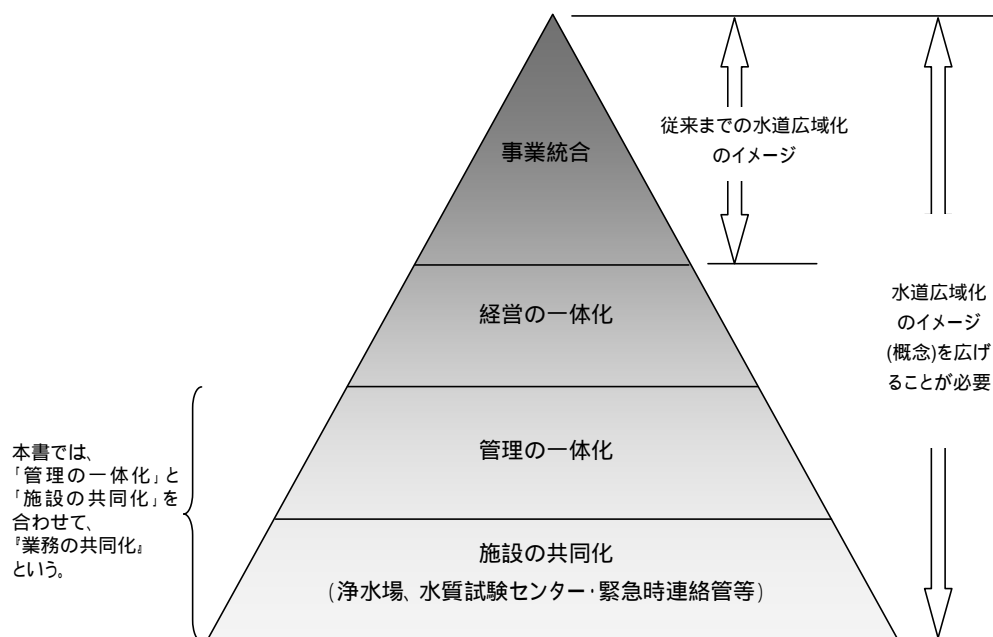 事業統合
従来までの水道広域化
のイメージ
経営の一体化
水道広域化
のイメージ
(概念)を広げ
ることが必要
管理の一体化
本書では、
「管理の一体化」と
「施設の共同化」を
合わせて、
『業務の共同化』
という。
施設の共同化
(浄水場、水質試験センター・緊急時連絡管等)